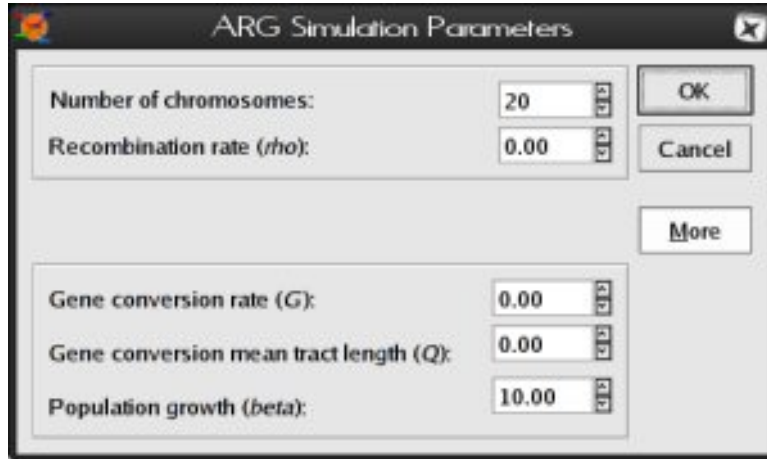 ARG Simulation Parameters
Number of chromosomes: 20
Recombination rate (rho): 0.00
OK
Cancel
More
Gene conversion rate (G): 0.00
Gene conversion mean tract length (Q): 0.00
Population growth (beta): 10.00